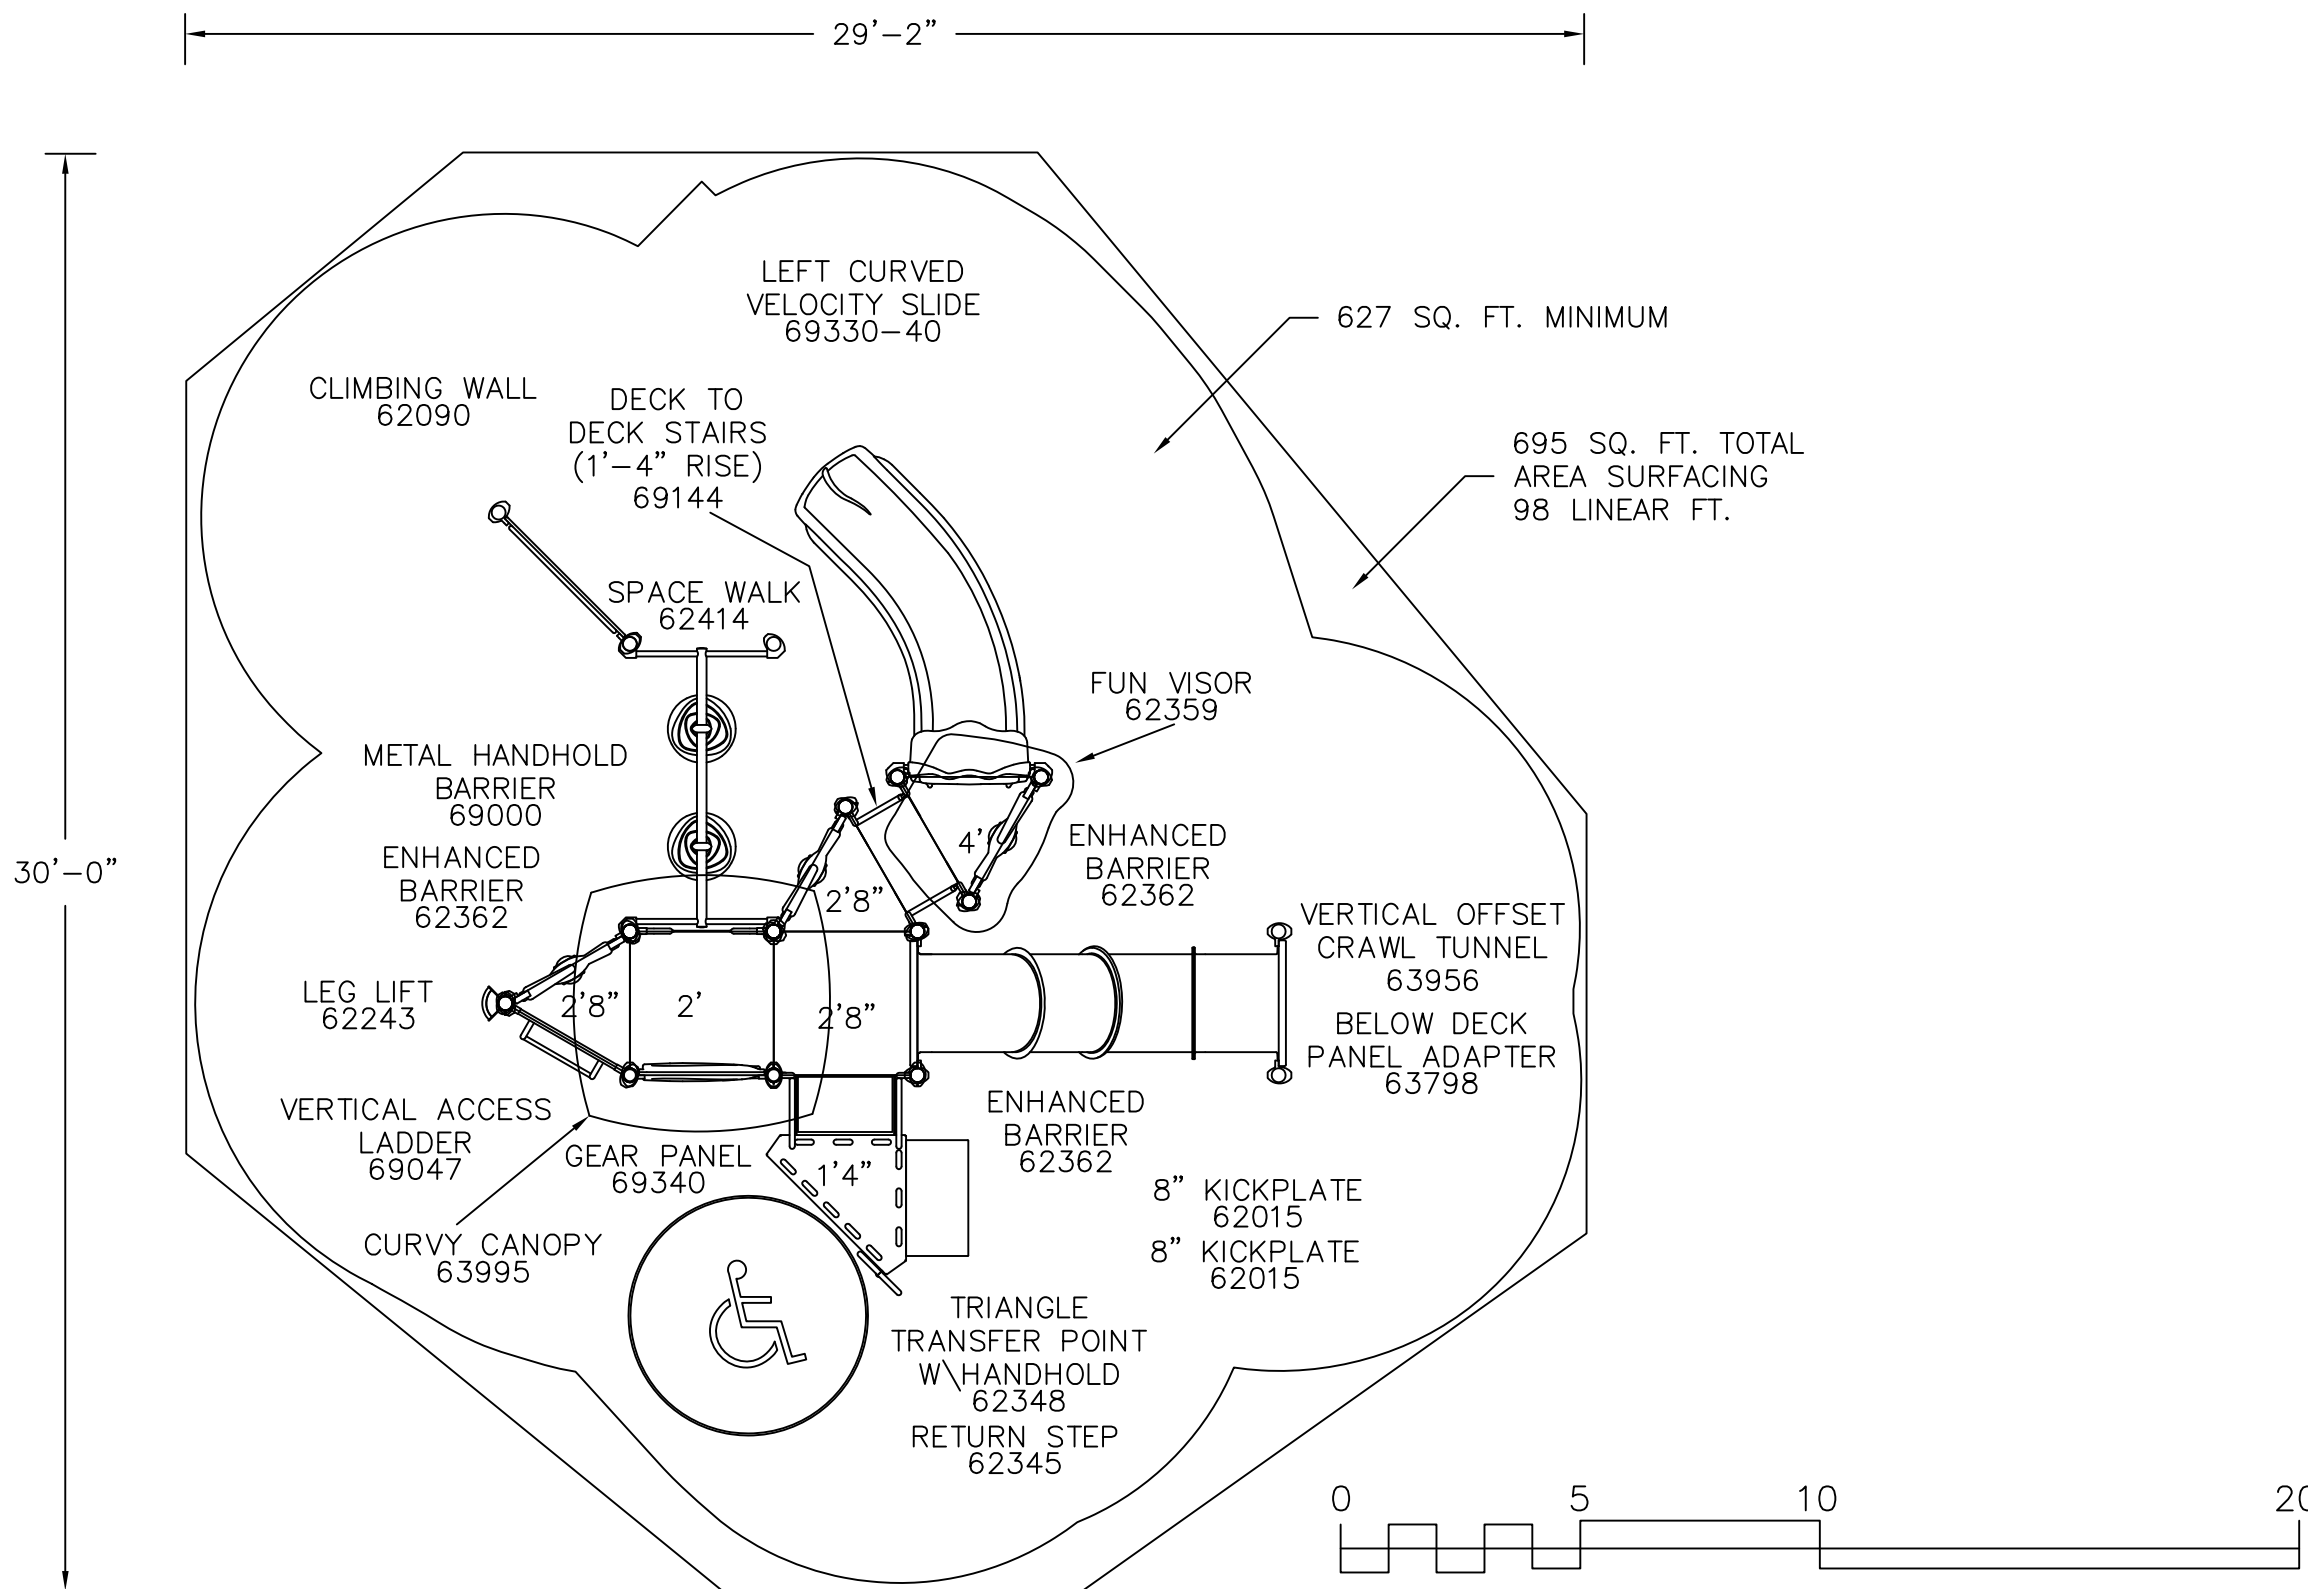 29'-2"
LEFT CURVED
VELOCITY SLIDE
69330-40
627 SQ. FT. MINIMUM
CLIMBING WALL
62090
DECK TO
DECK STAIRS
(1'-4" RISE)
69144
695 SQ. FT. TOTAL
AREA SURFACING
98 LINEAR FT.
SPACE WALK
62414
FUN VISOR
62359
METAL HANDHOLD
BARRIER
69000
30'-0"
4'
ENHANCED
BARRIER
62362
ENHANCED
BARRIER
62362
2'8"
VERTICAL OFFSET
CRAWL TUNNEL
63956
LEG LIFT
62243
2'8"
2'
2'8"
BELOW DECK
PANEL ADAPTER
63798
VERTICAL ACCESS
LADDER
69047
GEAR PANEL
69340
1'4"
ENHANCED
BARRIER
62362
8" KICKPLATE
62015
8" KICKPLATE
62015
CURVY CANOPY
63995
TRIANGLE
TRANSFER POINT
W\HANDHOLD
62348
RETURN STEP
62345
0 5 10 20